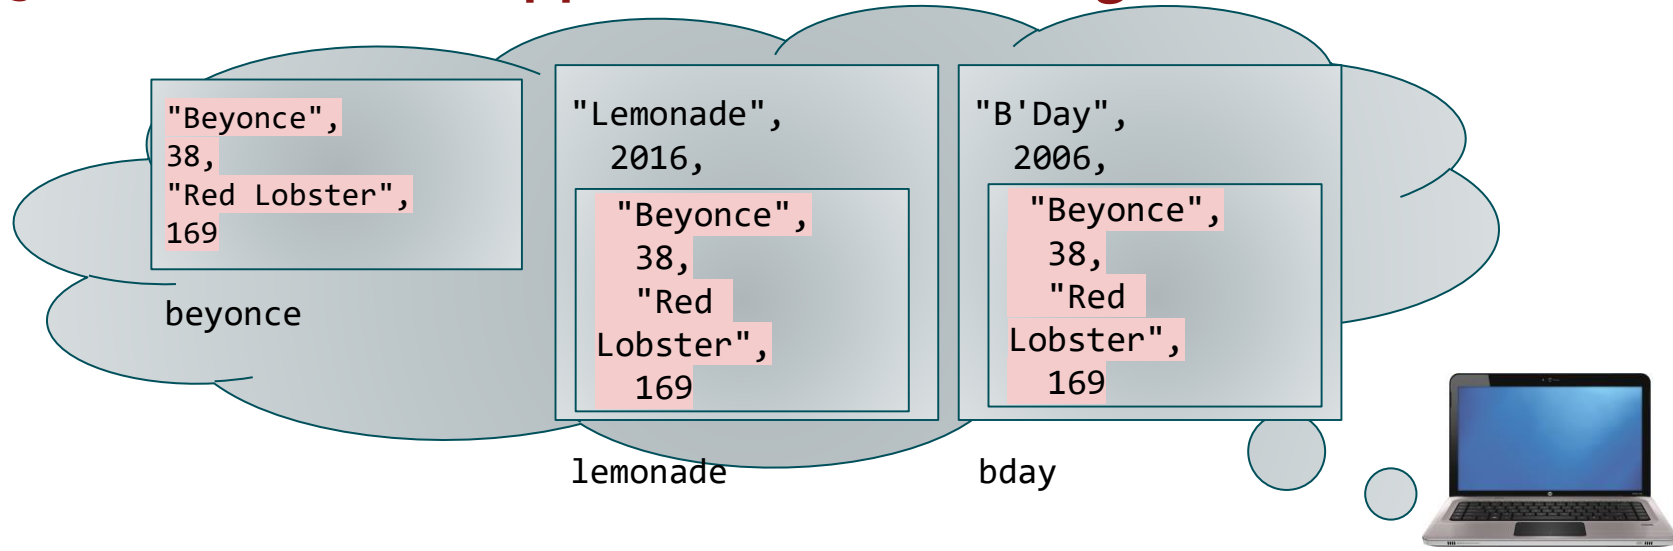 "Beyonce",
38,
"Red Lobster",
169
beyonce
"Lemonade",
2016,
"Beyonce",
38,
"Red
Lobster",
169
lemonade
"B'Day",
2006,
"Beyonce",
38,
"Red
Lobster",
169
bday